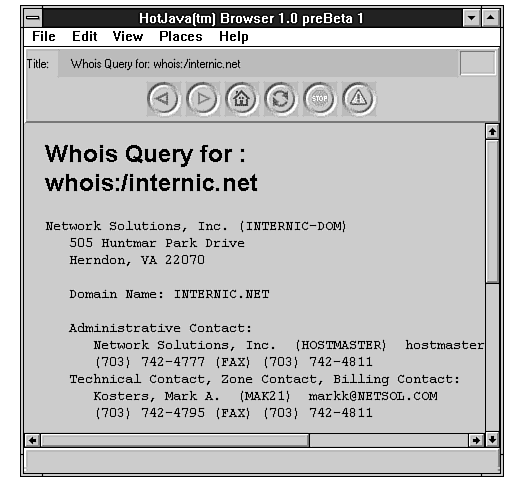 HotJava(tm) Browser 1.0 preBeta 1
File Edit View Places Help
Title: Whois Query for: whois:/internic.net
STOP
Whois Query for :
whois:/internic.net
Network Solutions, Inc. (INTERNIC-DOM)
505 Huntmar Park Drive
Herndon, VA 22070
Domain Name: INTERNIC.NET
Administrative Contact:
Network Solutions, Inc. (HOSTMASTER) hostmaster
(703) 742-4777 (FAX) (703) 742-4811
Technical Contact, Zone Contact, Billing Contact:
Kosters, Mark A. (MAK21) markk@NETSOL.COM
(703) 742-4795 (FAX) (703) 742-4811